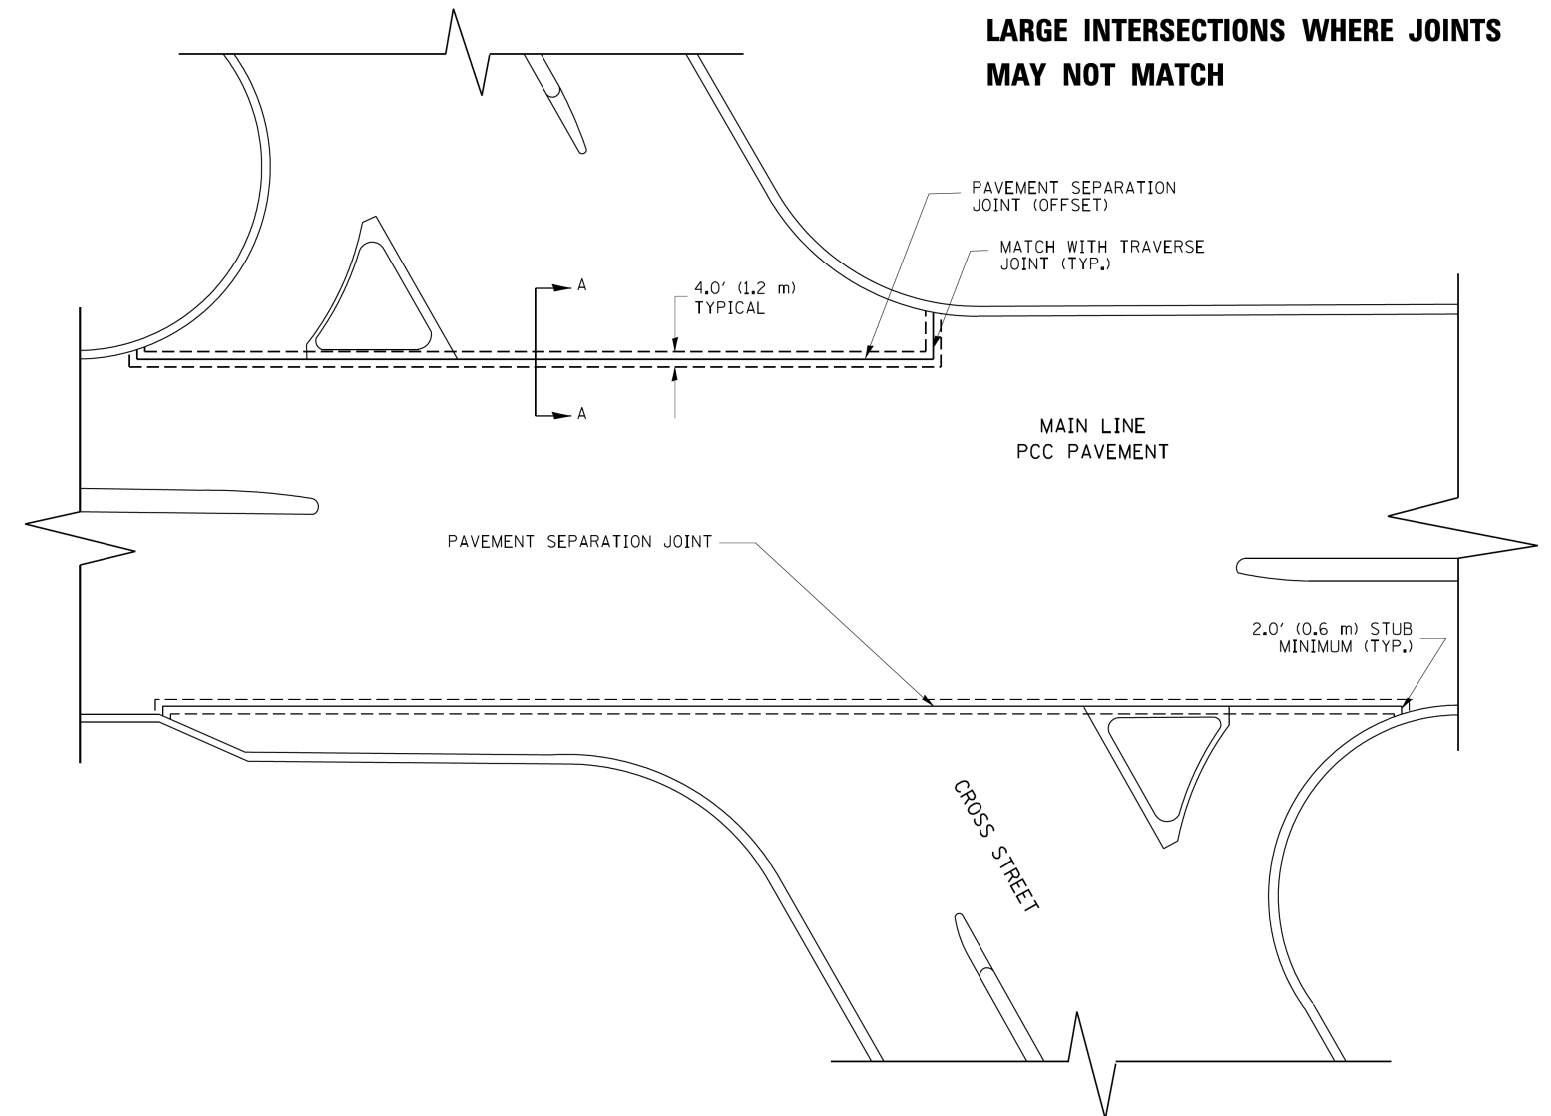 LARGE INTERSECTIONS WHERE JOINTS
MAY NOT MATCH
PAVEMENT SEPARATION
JOINT (OFFSET)
MATCH WITH TRAVERSE
JOINT (TYP.)
A
4.0' (1.2 m)
TYPICAL
A
MAIN LINE
PCC PAVEMENT
PAVEMENT SEPARATION JOINT
2.0' (0.6 m) STUB
MINIMUM (TYP.)
CROSS STREET